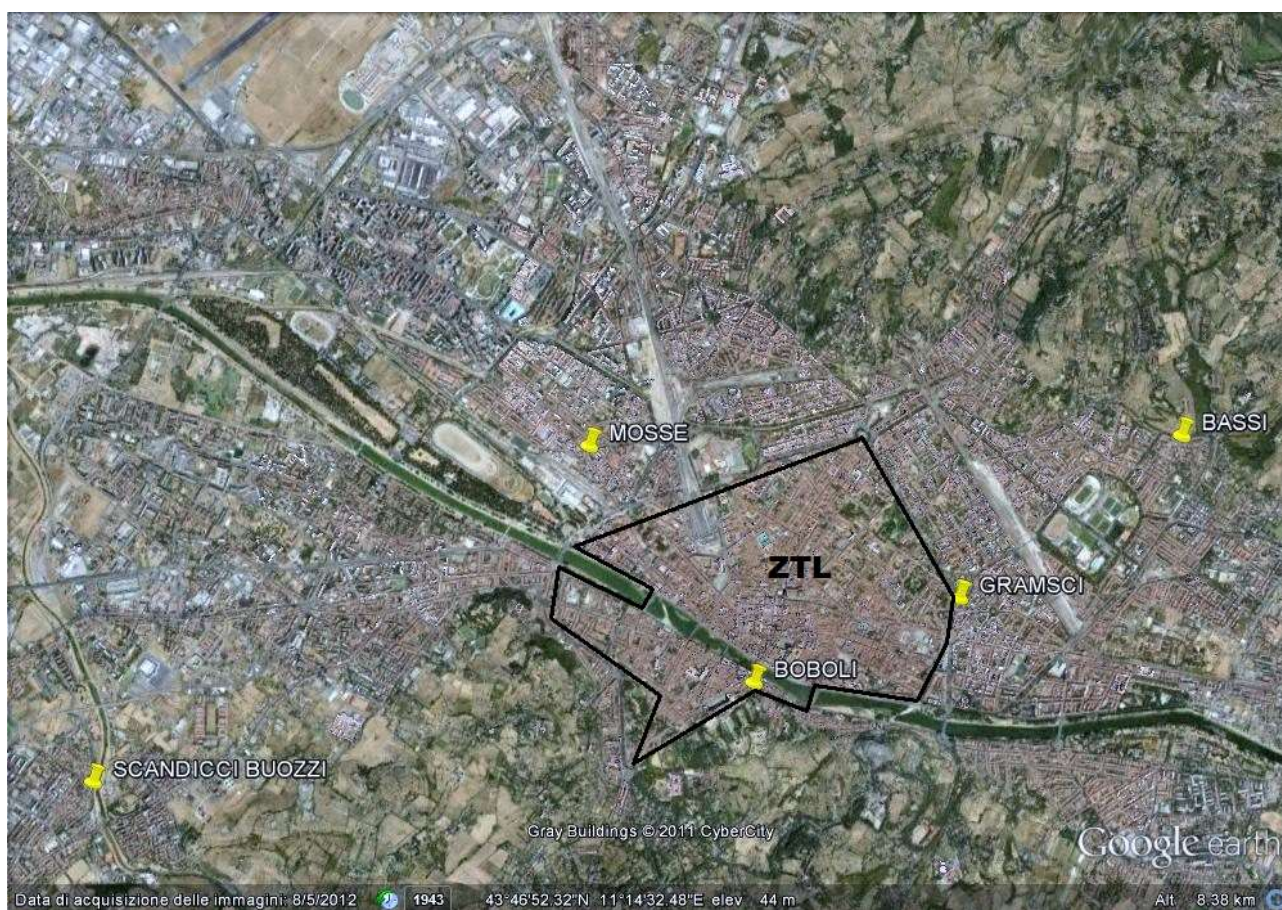 MOSSE
BASSI
ZTL
GRAMSCI
BOBOLI
SCANDICCI BUOZZI
Gray Buildings © 2011 CyberCity
Google earth
Data di acquisizione delle immagini: 8/5/2012 1943 43°46'52.32"N 11°14'32.48"E elev 44 m Alt 8.38 km